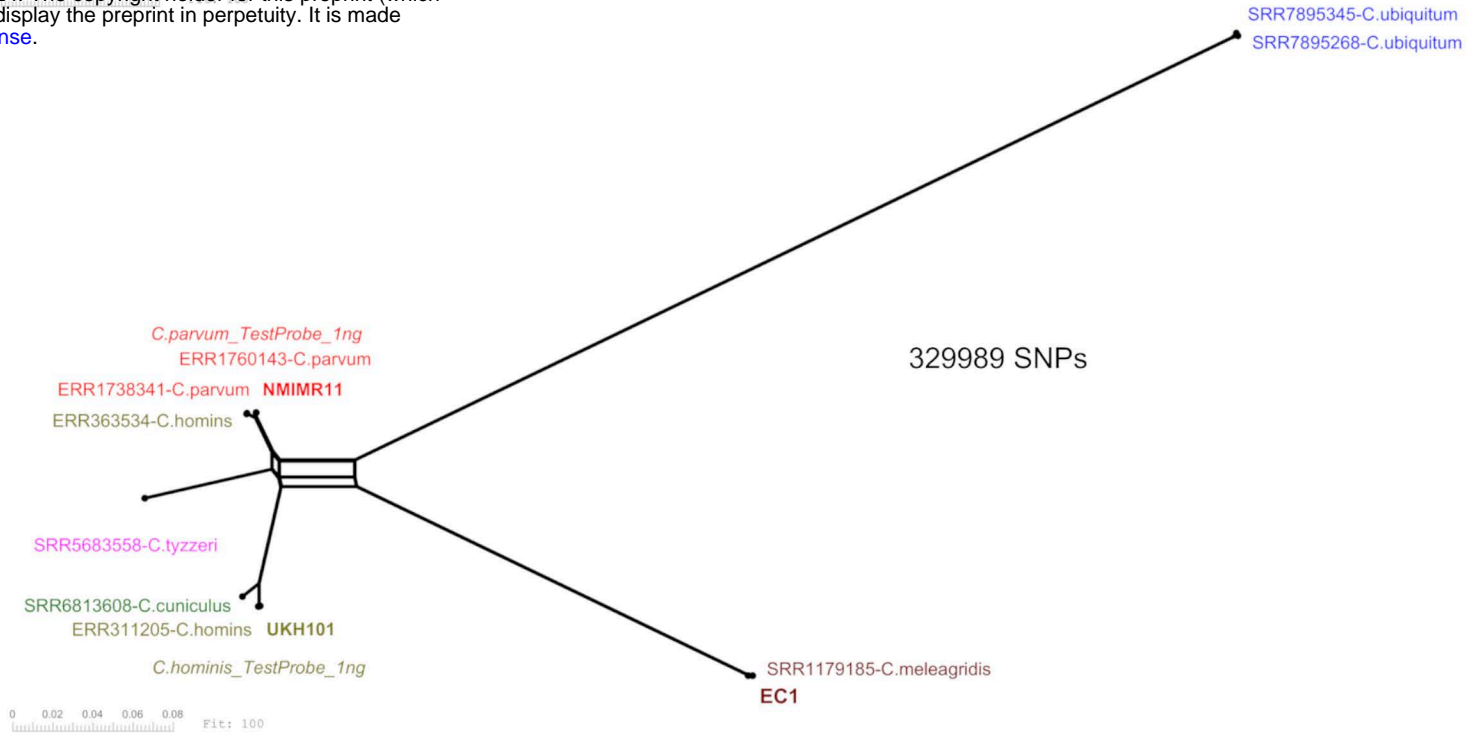 display the preprint in perpetuity. It is made
nse.
SRR7895345-C.ubiquitum
SRR7895268-C.ubiquitum
C.parvum_TestProbe_1ng
ERR1760143-C.parvum
329989 SNPs
ERR1738341-C.parvum NMIMR11
ERR363534-C.homins
SRR5683558-C.tyzzeri
SRR6813608-C.cuniculus
ERR311205-C.homins UKH101
C.hominis_TestProbe_1ng
SRR1179185-C.meleagridis
EC1
0 0.02 0.04 0.06 0.08
Fit: 100